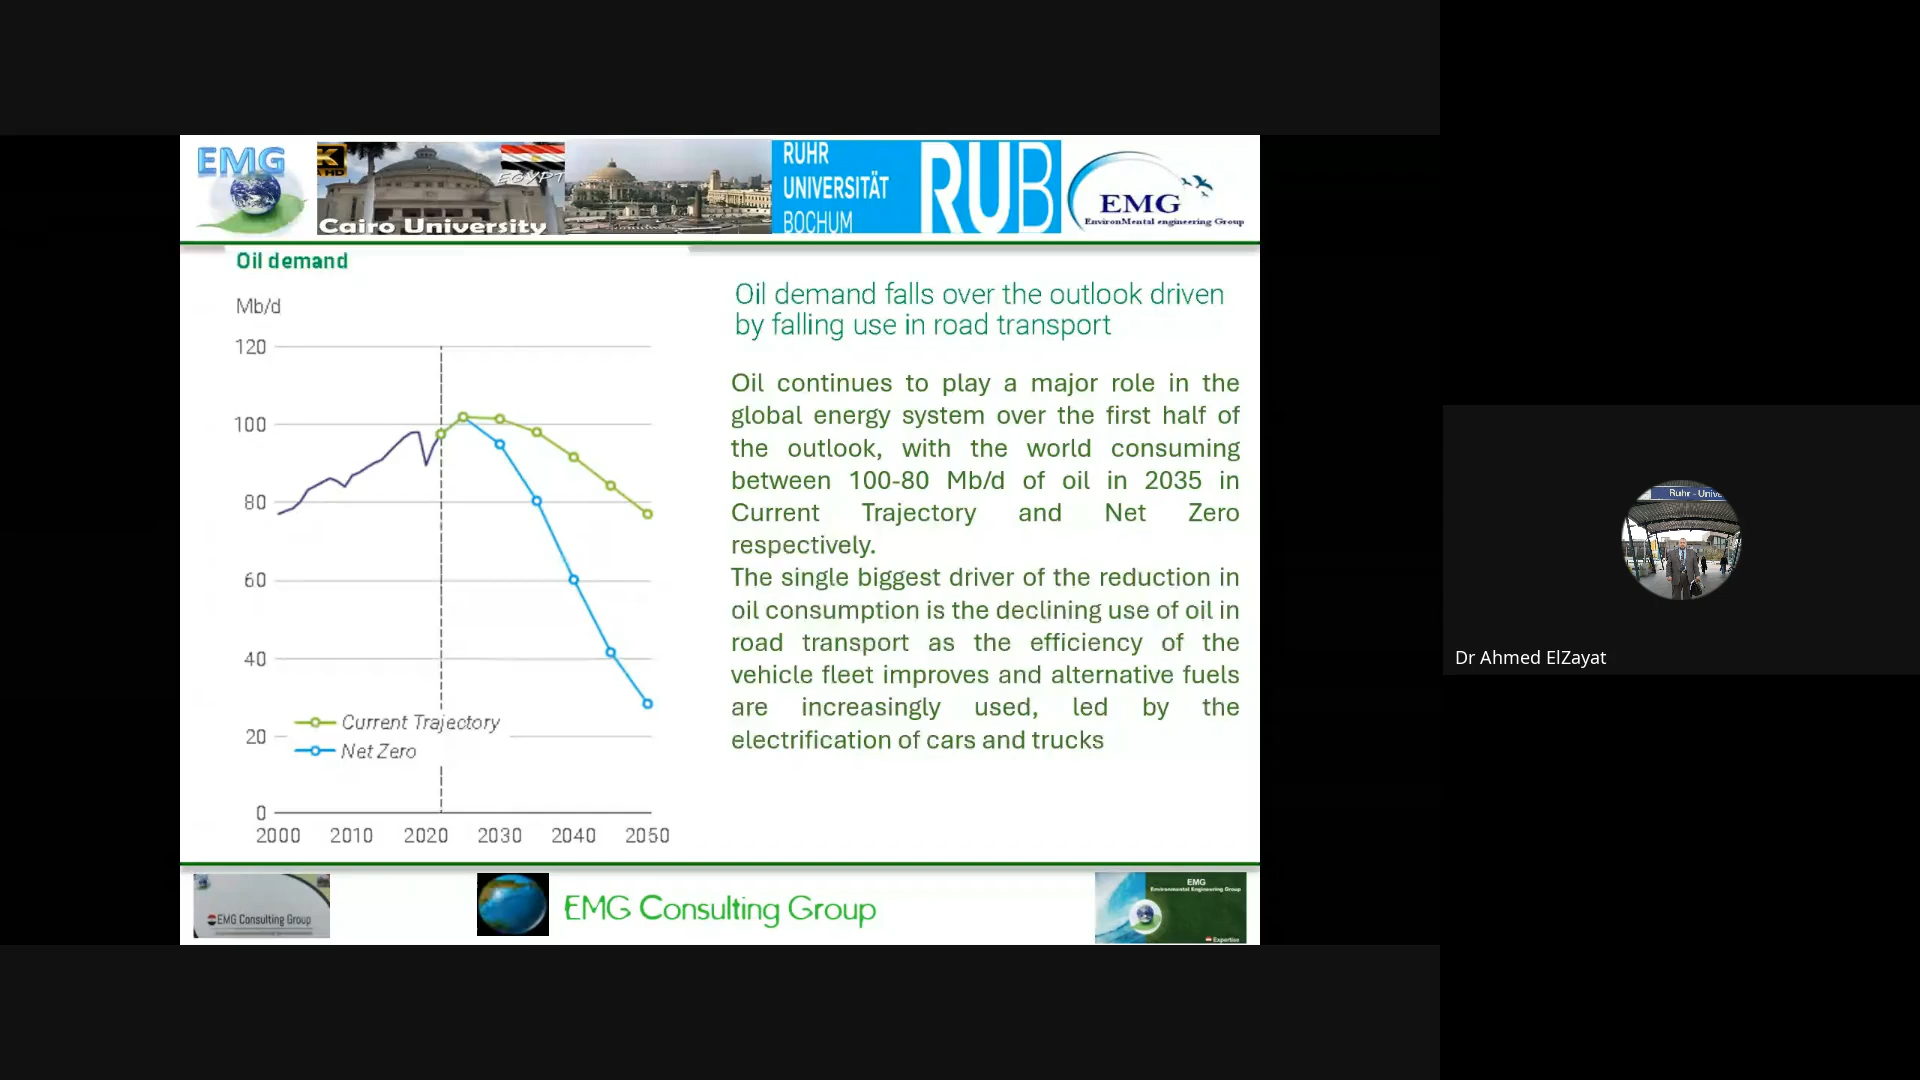 EMG
K
HD
EGYPT
Cairo University
RUHR
UNIVERSITÄT
BOCHUM
RUB
EMG
EnvironMental engineering Group
Oil demand
Mb/d
120
100
80
60
40
20
0
2000 2010 2020 2030 2040 2050
Current Trajectory
Net Zero
Oil demand falls over the outlook driven
by falling use in road transport
Oil continues to play a major role in the
global energy system over the first half of
the outlook, with the world consuming
between 100-80 Mb/d of oil in 2035 in
Current Trajectory and Net Zero
respectively.
The single biggest driver of the reduction in
oil consumption is the declining use of oil in
road transport as the efficiency of the
vehicle fleet improves and alternative fuels
are increasingly used, led by the
electrification of cars and trucks
Ruhr - Unive
Dr Ahmed ElZayat
EMG Consulting Group
EMG Consulting Group
EMG
Environmental Engineering Group
Expertise